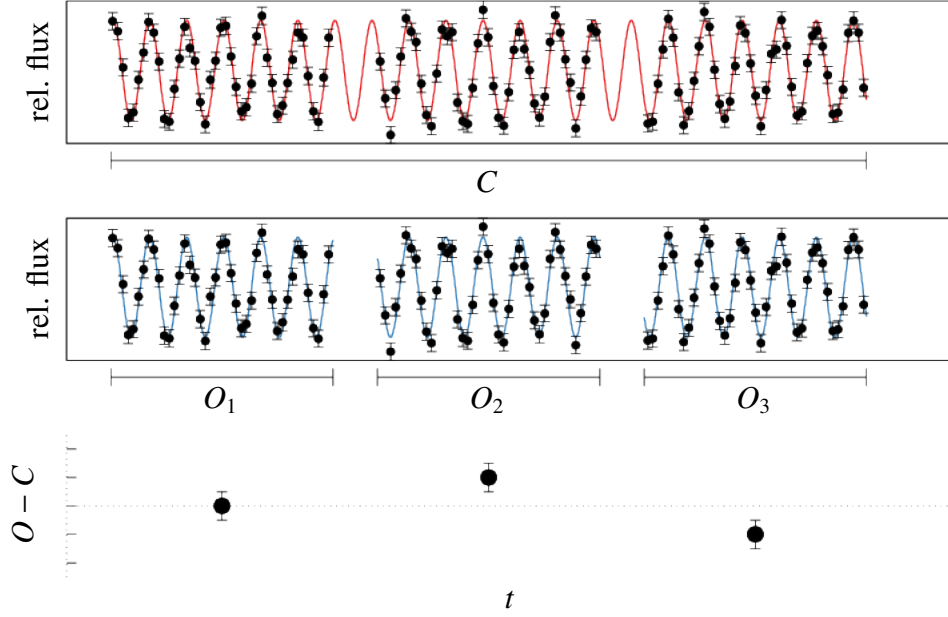 rel. flux
C
rel. flux
O₁ O₂ O₃
O − C
t